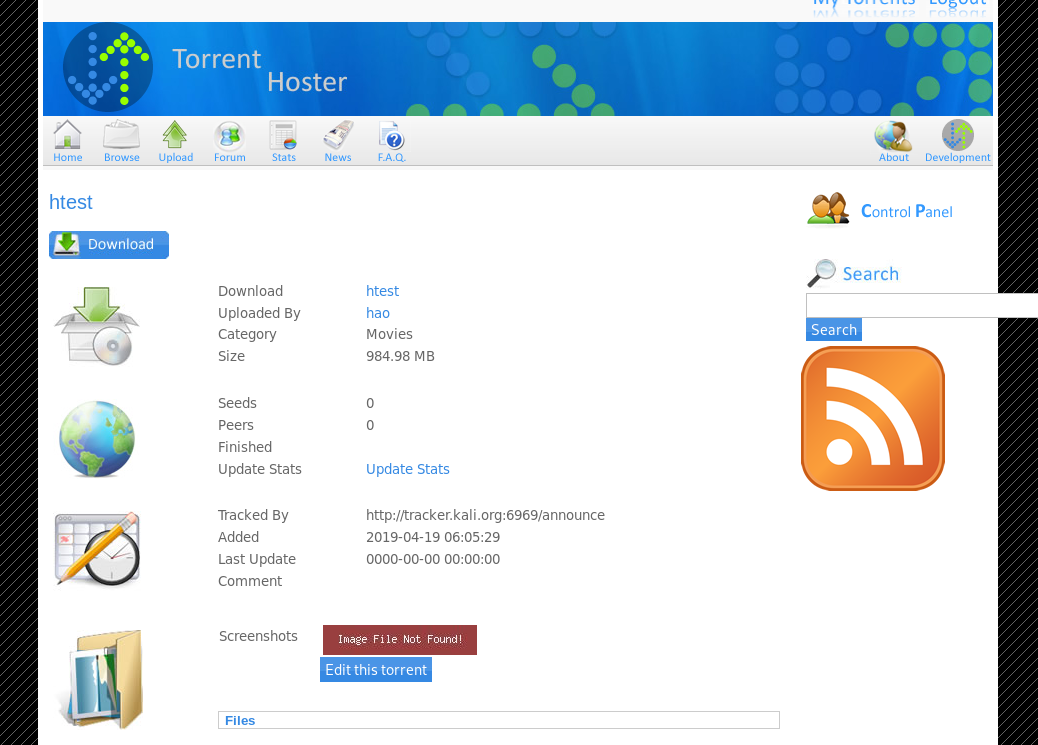 My Torrents Logout
Torrent
Hoster
Home Browse Upload Forum Stats News F.A.Q. About Development
htest
Control Panel
Download
Search
Search
Download htest
Uploaded By hao
Category Movies
Size 984.98 MB
Seeds 0
Peers 0
Finished
Update Stats Update Stats
Tracked By http://tracker.kali.org:6969/announce
Added 2019-04-19 06:05:29
Last Update 0000-00-00 00:00:00
Comment
Screenshots Image File Not Found!
Edit this torrent
Files